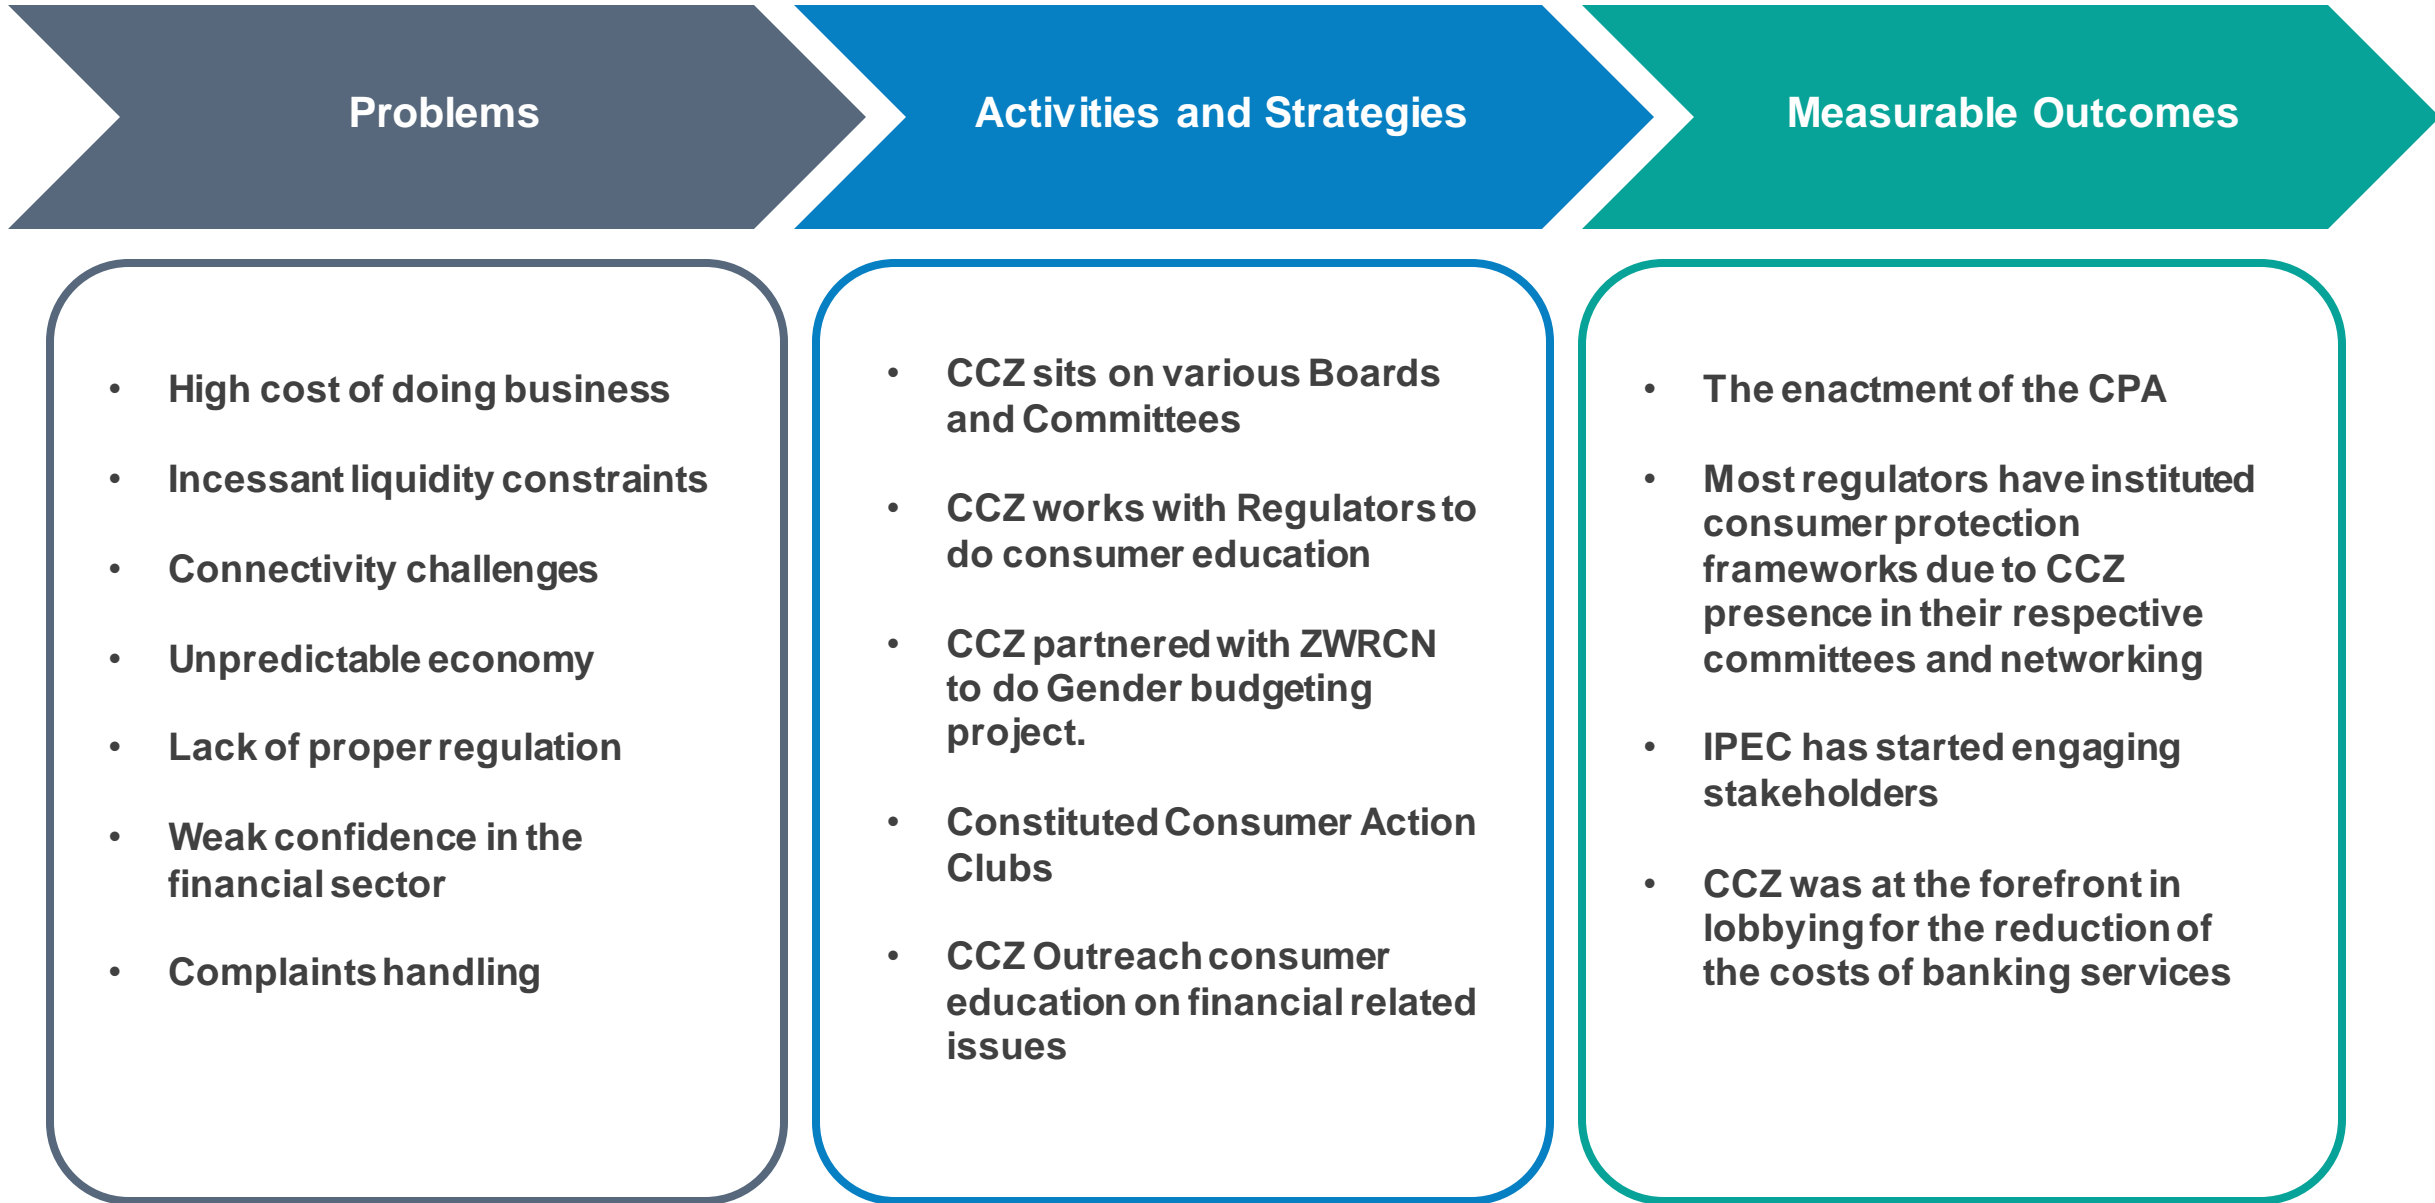 Problems
Activities and Strategies
Measurable Outcomes
• High cost of doing business
• Incessant liquidity constraints
• Connectivity challenges
• Unpredictable economy
• Lack of proper regulation
• Weak confidence in the
financial sector
• Complaints handling
• CCZ sits on various Boards
and Committees
• CCZ works with Regulators to
do consumer education
• CCZ partnered with ZWRCN
to do Gender budgeting
project.
• Constituted Consumer Action
Clubs
• CCZ Outreach consumer
education on financial related
issues
• The enactment of the CPA
• Most regulators have instituted
consumer protection
frameworks due to CCZ
presence in their respective
committees and networking
• IPEC has started engaging
stakeholders
• CCZ was at the forefront in
lobbying for the reduction of
the costs of banking services